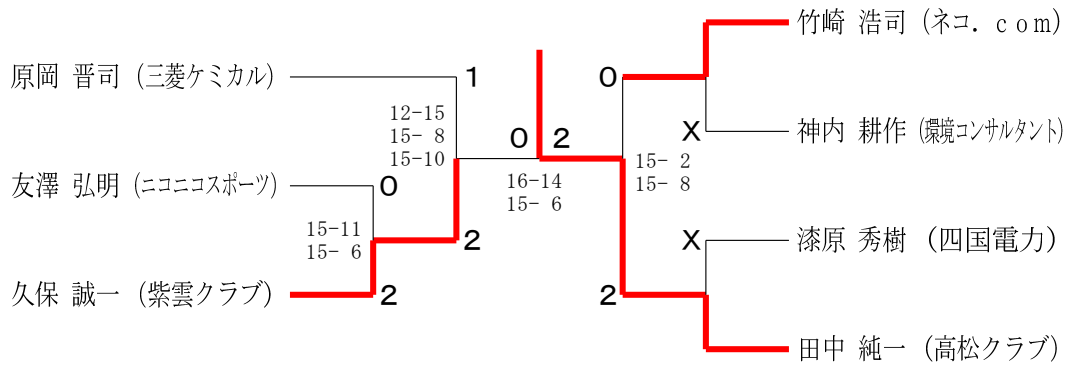 竹崎 浩司 (ネコ．ｃｏｍ)
原岡 晋司 (三菱ケミカル)
1
0
12-15
15- 8
15-10
X
神内 耕作 (環境コンサルタント)
0
2
15- 2
15- 8
友澤 弘明 (ニコニコスポーツ)
0
16-14
15- 6
15-11
15- 6
2
X
漆原 秀樹 (四国電力)
久保 誠一 (紫雲クラブ)
2
2
田中 純一 (高松クラブ)